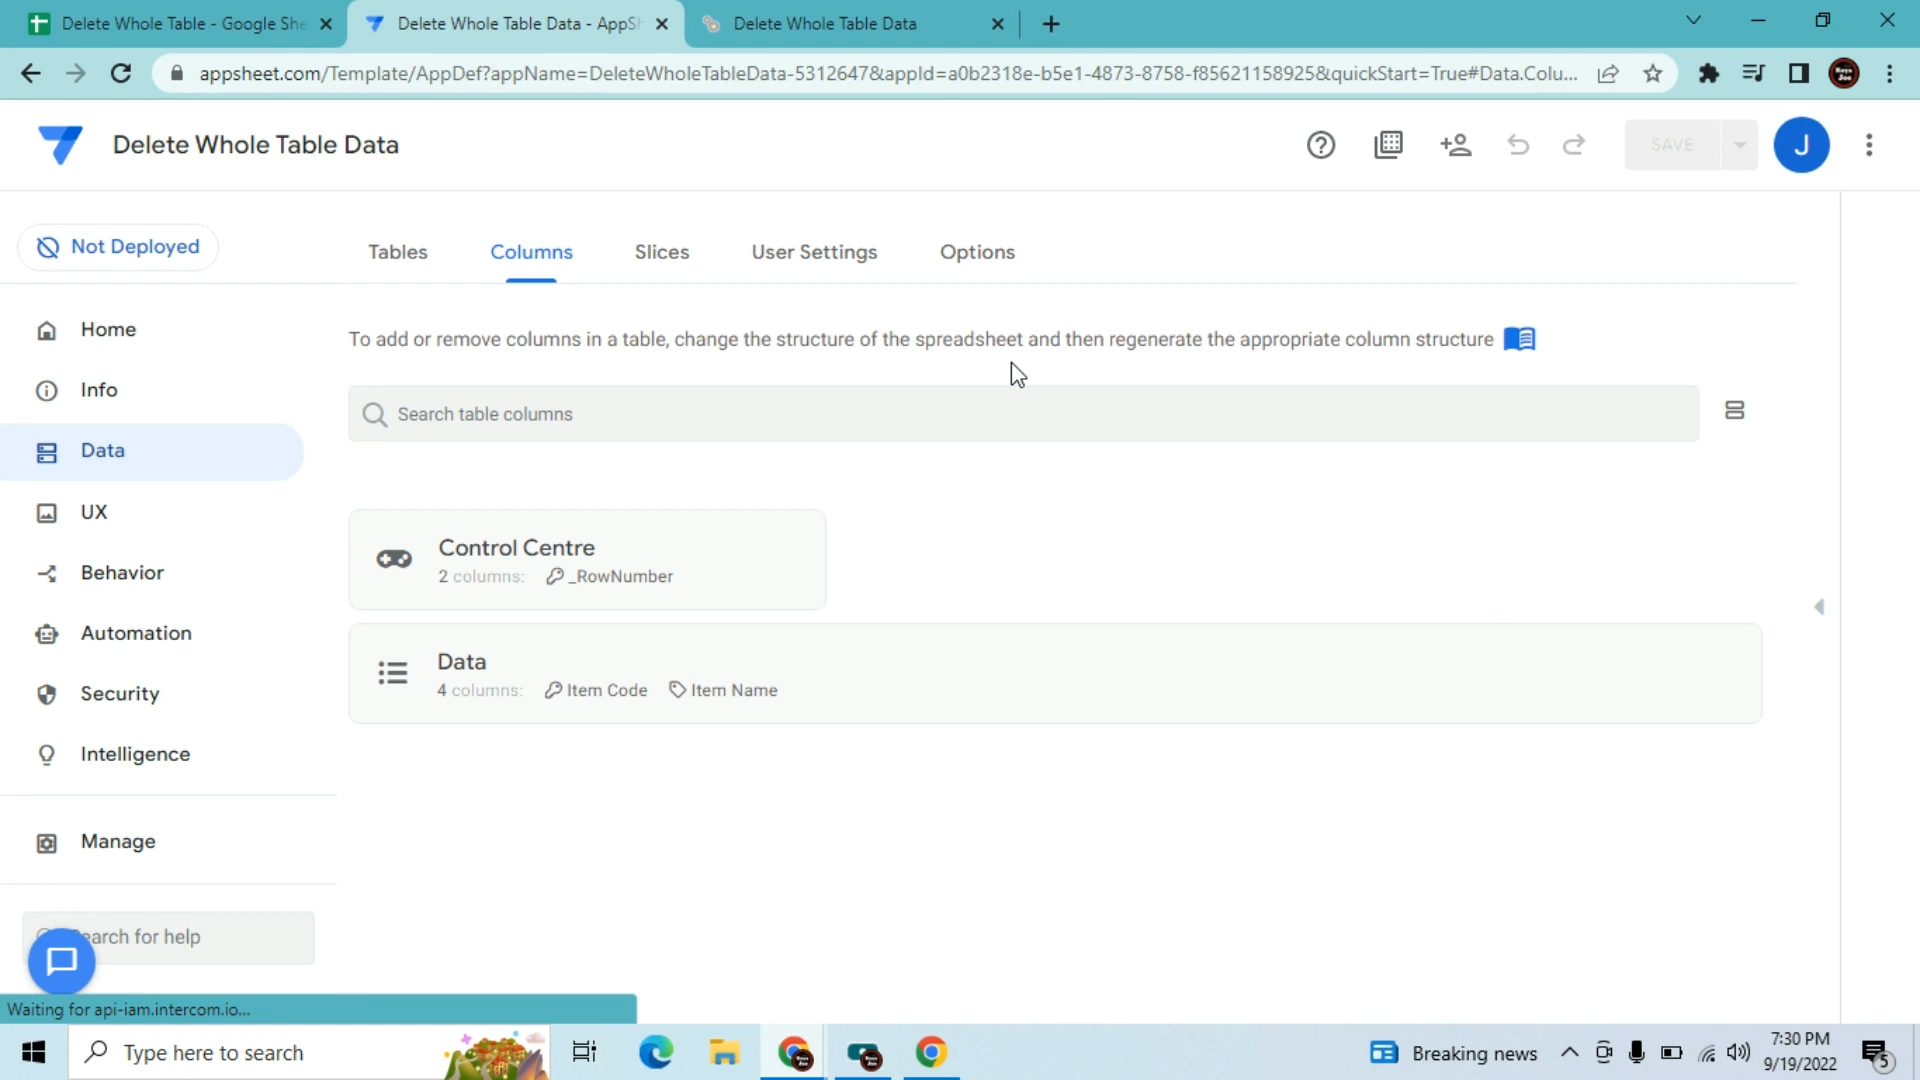 Delete Whole Table - Google She
Delete Whole Table Data - AppSh
Delete Whole Table Data
appsheet.com/Template/AppDef?appName=DeleteWholeTableData-5312647&appId=a0b2318e-b5e1-4873-8758-f85621158925&quickStart=True#Data.Colu...
Delete Whole Table Data
SAVE
J
Not Deployed
Tables
Columns
Slices
User Settings
Options
Home
Info
Data
UX
Behavior
Automation
Security
Intelligence
Manage
To add or remove columns in a table, change the structure of the spreadsheet and then regenerate the appropriate column structure
Search table columns
Control Centre
2 columns: _RowNumber
Data
4 columns: Item Code Item Name
earch for help
Waiting for api-iam.intercom.io...
Type here to search
Breaking news
7:30 PM
9/19/2022
5